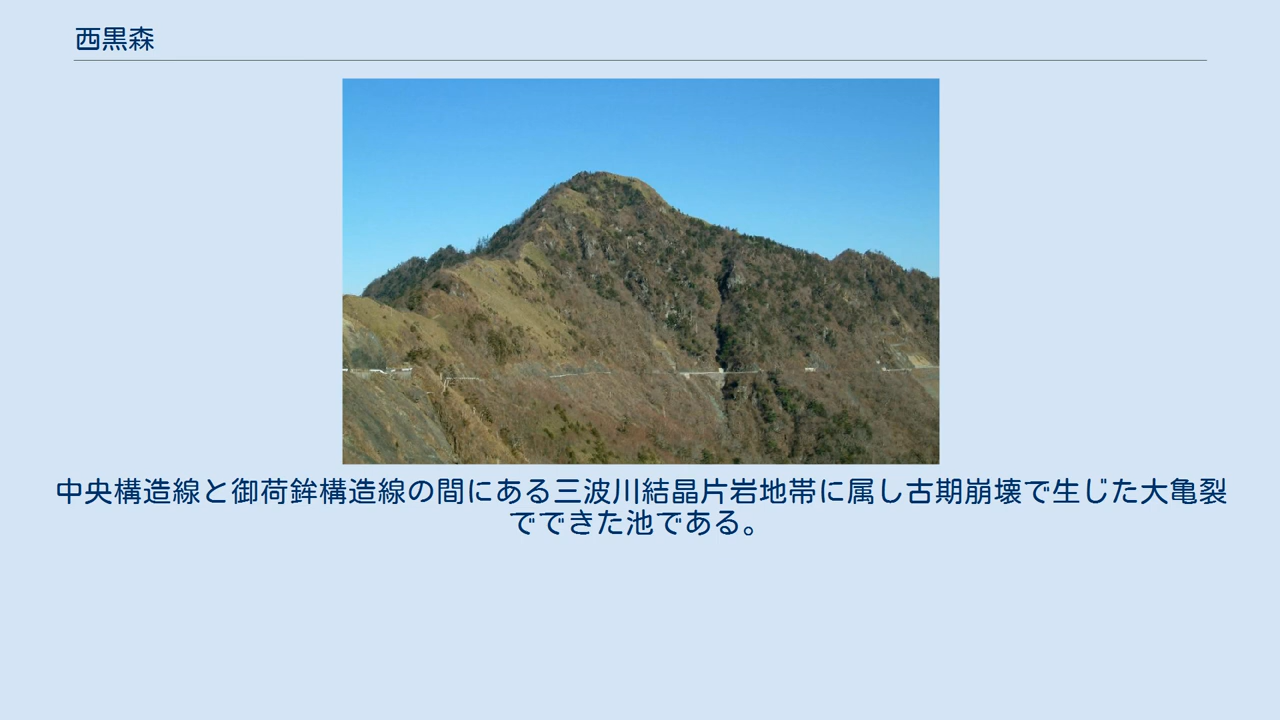 西黒森
中央構造線と御荷鉾構造線の間にある三波川結晶片岩地帯に属し古期崩壊で生じた大亀裂
でできた池である。